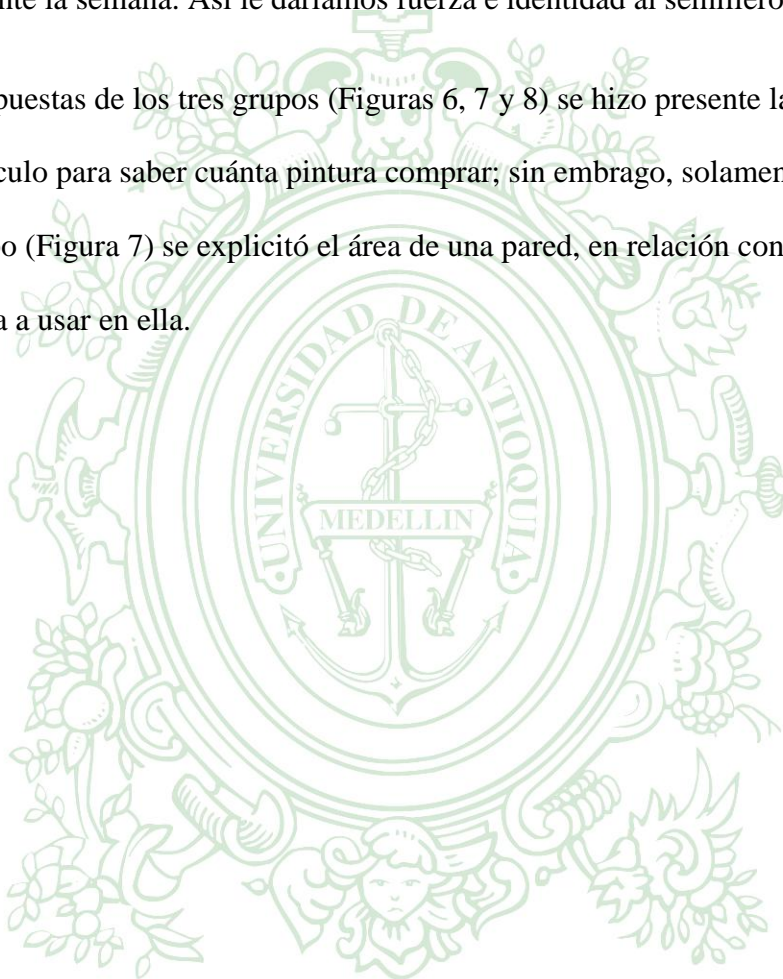 nte la semana. Así le daríamos fuerza e identidad al semillero
puestas de los tres grupos (Figuras 6, 7 y 8) se hizo presente la
culo para saber cuánta pintura comprar; sin embrago, solamen
o (Figura 7) se explicitó el área de una pared, en relación con
a a usar en ella.
UNIVERSIDAD DE ANTIOQUIA
MEDELLIN